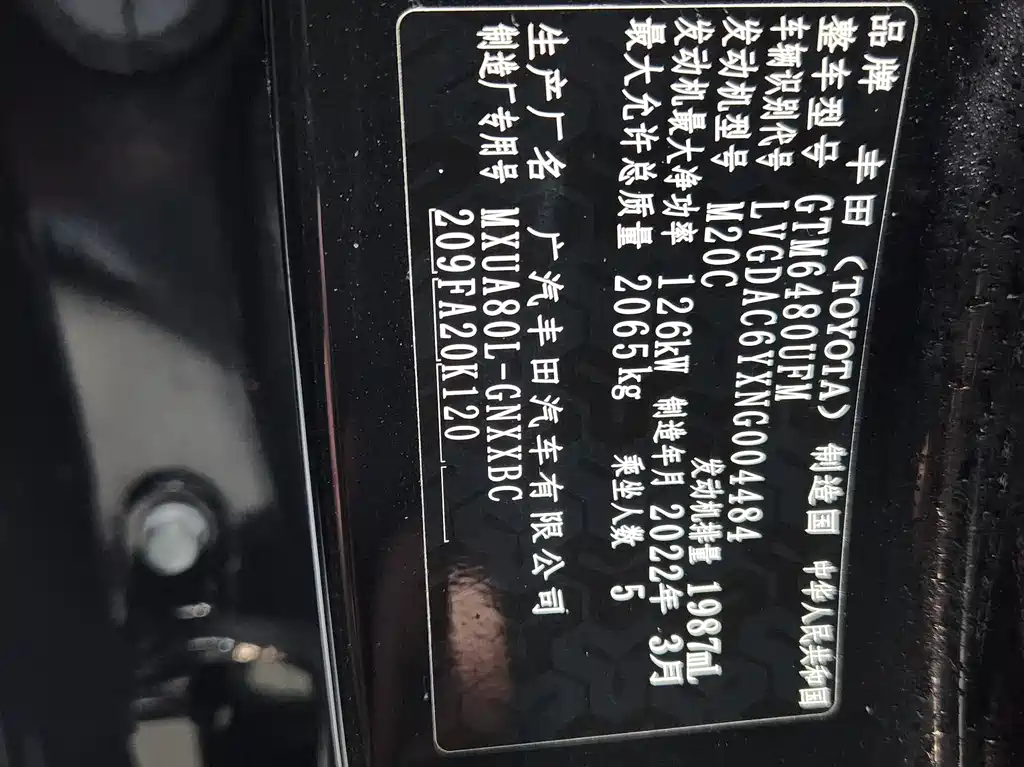 品牌 丰田 (TOYOTA) 制造国 中华人民共和国
整车型号 GTM6480UFM
车辆识别代号 LVGDAC6YXNG004484
发动机型号 M20C 发动机排量 1987mL
发动机最大净功率 126kW 制造年月 2022年 3月
最大允许总质量 2065kg 乘坐人数 5
生产厂名 广汽丰田汽车有限公司
制造厂专用号 MXUA80L-GNXXBC
209FA20K120